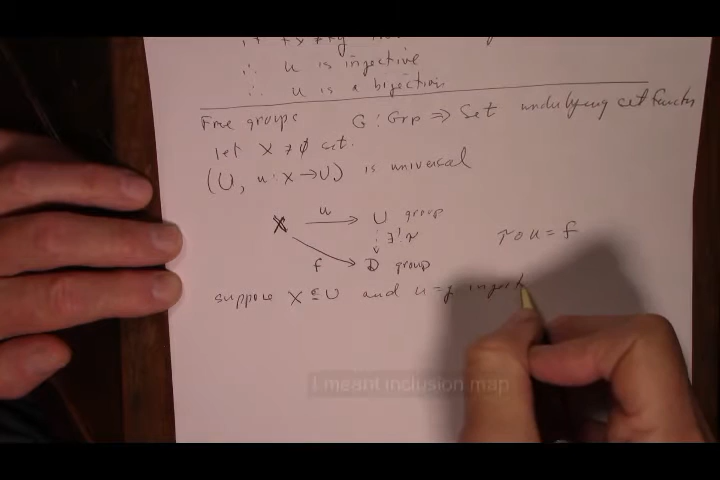 ∴ u is injective
∴ u is a bijection
Free groups G : Grp ⇒ Set underlying set functor
let X ≠ ∅ set.
(U, u : X → U) is universal
X u U group
∃! r
r o u = f
f D group
suppose X ⊆ U and u = j inject
I meant inclusion map